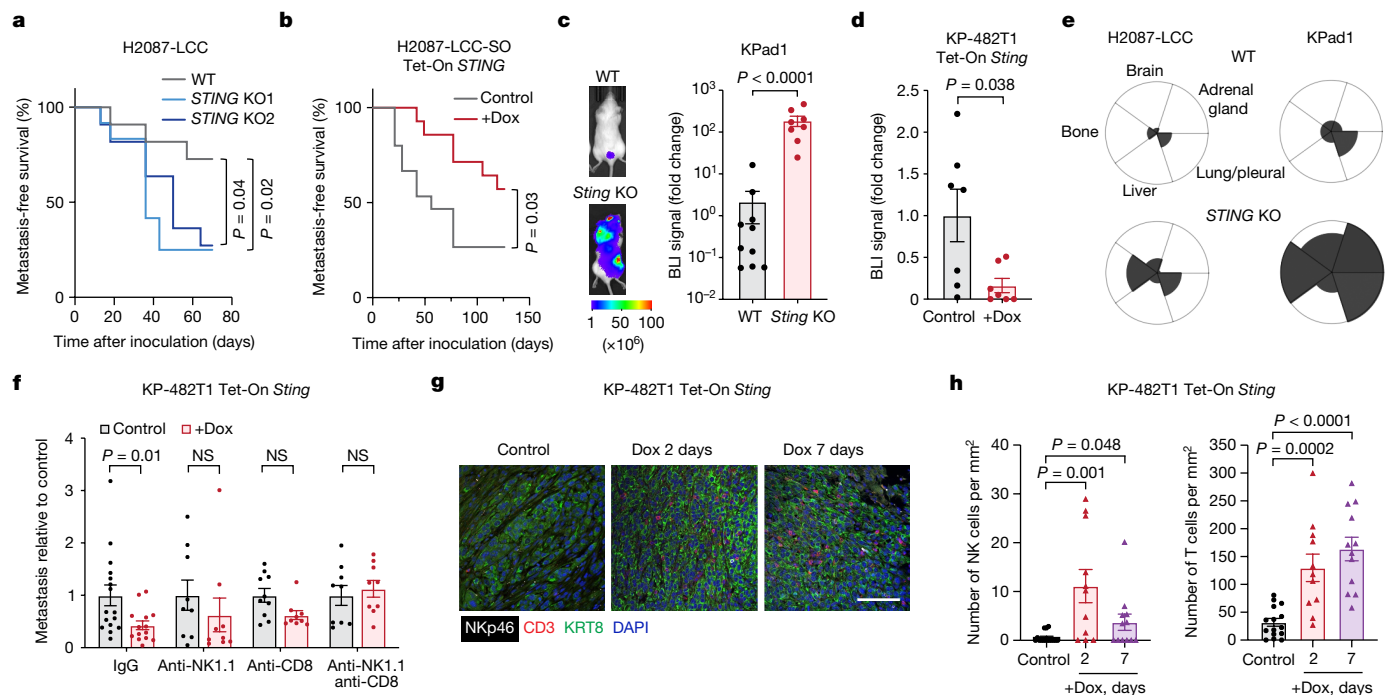 a
H2087-LCC
WT
STING KO1
STING KO2
Metastasis-free survival (%)
100
50
0
P = 0.04
P = 0.02
0 20 40 60 80
Time after inoculation (days)
b
H2087-LCC-SO
Tet-On STING
Control
+Dox
Metastasis-free survival (%)
100
50
0
P = 0.03
0 50 100 150
Time after inoculation (days)
c
WT
Sting KO
1 50 100
(×10⁶)
KPad1
P < 0.0001
BLI signal (fold change)
10³
10²
10¹
10⁰
10⁻¹
10⁻²
WT Sting KO
d
KP-482T1
Tet-On Sting
P = 0.038
BLI signal (fold change)
2.5
2.0
1.5
1.0
0.5
0
Control +Dox
e
H2087-LCC
KPad1
WT
Brain
Adrenal
gland
Bone
Lung/pleural
Liver
STING KO
f
KP-482T1 Tet-On Sting
Control +Dox
P = 0.01 NS NS NS
Metastasis relative to control
4
3
2
1
0
IgG Anti-NK1.1 Anti-CD8 Anti-NK1.1
anti-CD8
g
KP-482T1 Tet-On Sting
Control Dox 2 days Dox 7 days
NKp46 CD3 KRT8 DAPI
h
KP-482T1 Tet-On Sting
Number of NK cells per mm²
40
30
20
10
0
P = 0.048
P = 0.001
Control 2 7
+Dox, days
Number of T cells per mm²
350
300
250
200
150
100
50
0
P < 0.0001
P = 0.0002
Control 2 7
+Dox, days